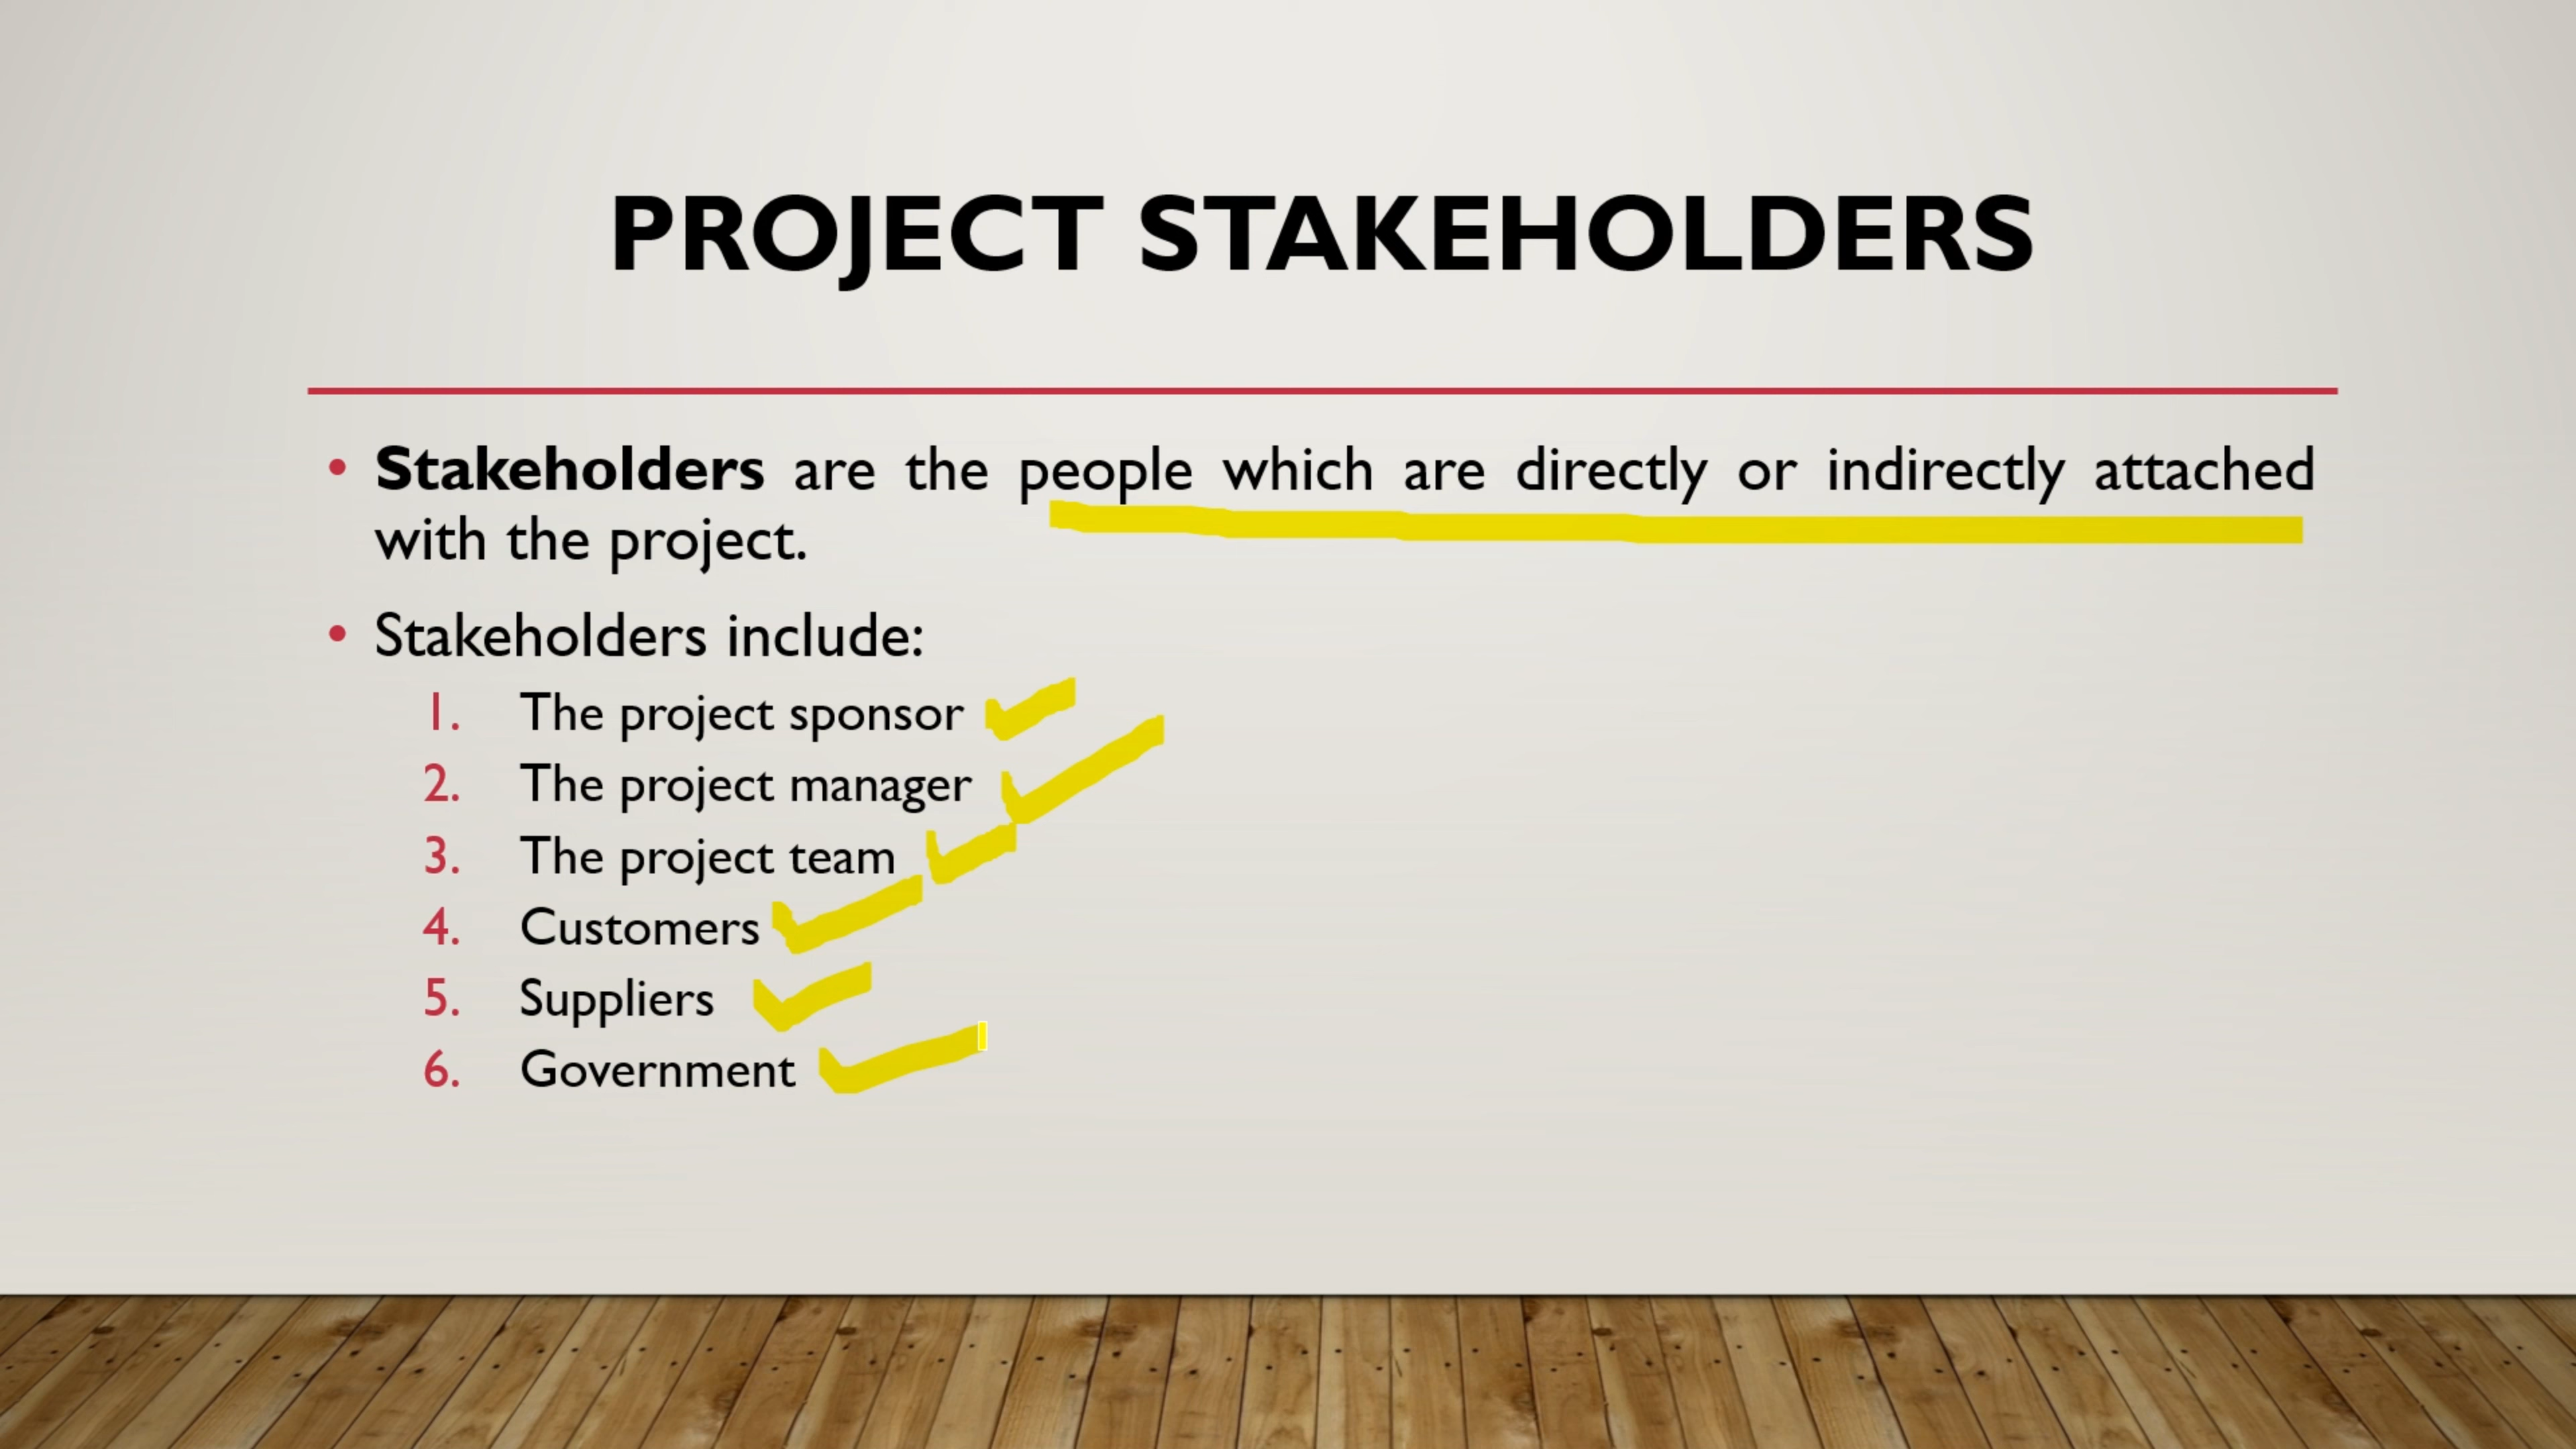 PROJECT STAKEHOLDERS
• Stakeholders are the people which are directly or indirectly attached
with the project.
• Stakeholders include:
1. The project sponsor
2. The project manager
3. The project team
4. Customers
5. Suppliers
6. Government